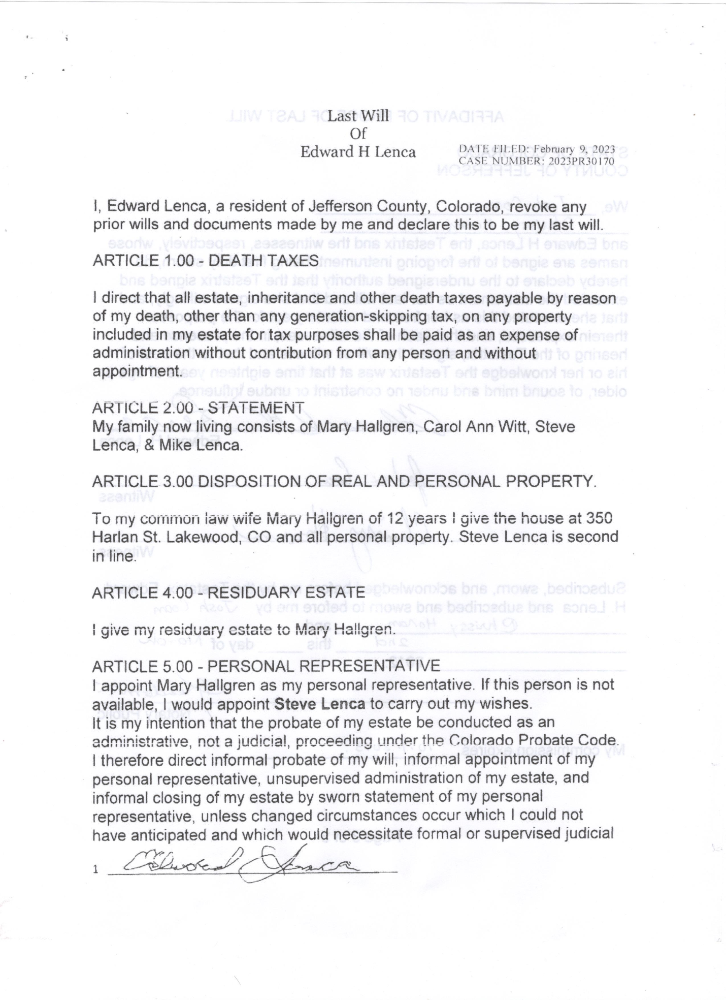 Last Will
Of
Edward H Lenca
DATE FILED: February 9, 2023
CASE NUMBER: 2023PR30170
I, Edward Lenca, a resident of Jefferson County, Colorado, revoke any
prior wills and documents made by me and declare this to be my last will.
ARTICLE 1.00 - DEATH TAXES
I direct that all estate, inheritance and other death taxes payable by reason
of my death, other than any generation-skipping tax, on any property
included in my estate for tax purposes shall be paid as an expense of
administration without contribution from any person and without
appointment.
ARTICLE 2.00 - STATEMENT
My family now living consists of Mary Hallgren, Carol Ann Witt, Steve
Lenca, & Mike Lenca.
ARTICLE 3.00 DISPOSITION OF REAL AND PERSONAL PROPERTY.
To my common law wife Mary Hallgren of 12 years I give the house at 350
Harlan St. Lakewood, CO and all personal property. Steve Lenca is second
in line.
ARTICLE 4.00 - RESIDUARY ESTATE
I give my residuary estate to Mary Hallgren.
ARTICLE 5.00 - PERSONAL REPRESENTATIVE
I appoint Mary Hallgren as my personal representative. If this person is not
available, I would appoint Steve Lenca to carry out my wishes.
It is my intention that the probate of my estate be conducted as an
administrative, not a judicial, proceeding under the Colorado Probate Code.
I therefore direct informal probate of my will, informal appointment of my
personal representative, unsupervised administration of my estate, and
informal closing of my estate by sworn statement of my personal
representative, unless changed circumstances occur which I could not
have anticipated and which would necessitate formal or supervised judicial
1 Edward Lenca